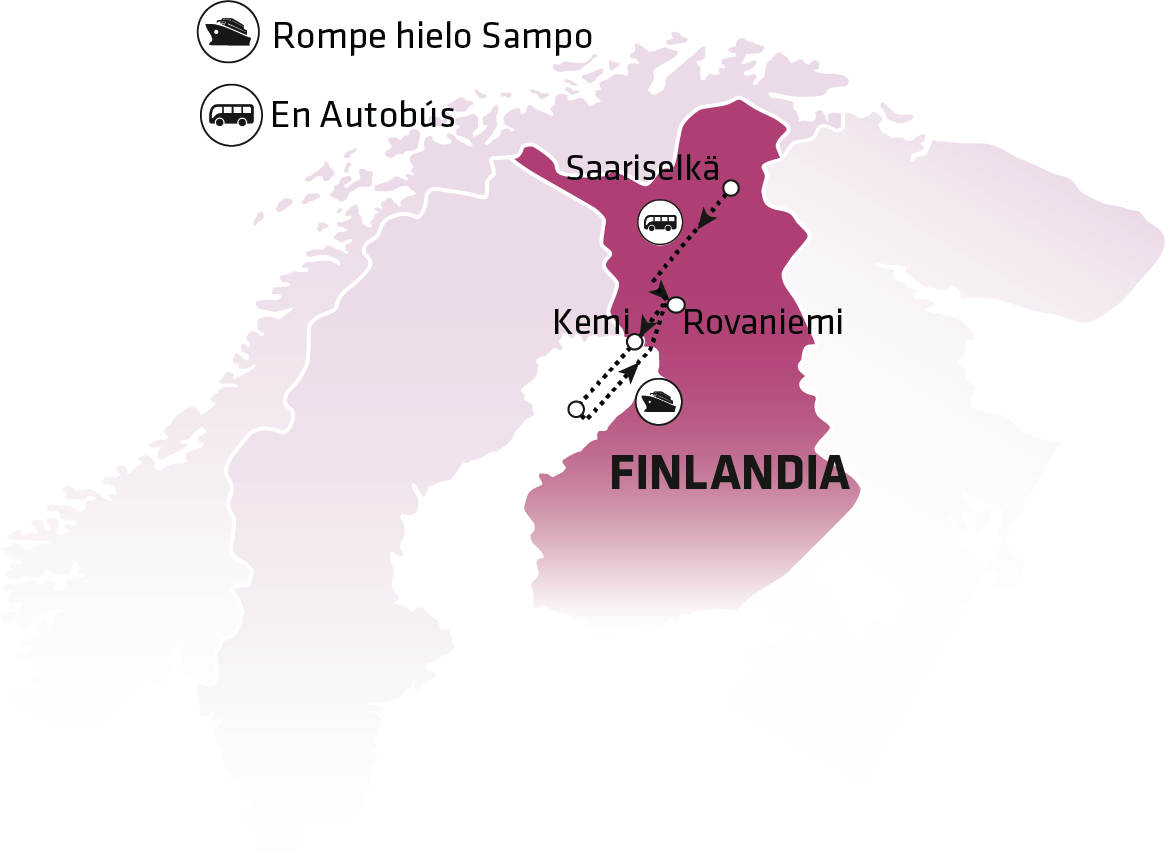 Rompe hielo Sampo
En Autobús
Saariselkä
Kemi
Rovaniemi
FINLANDIA